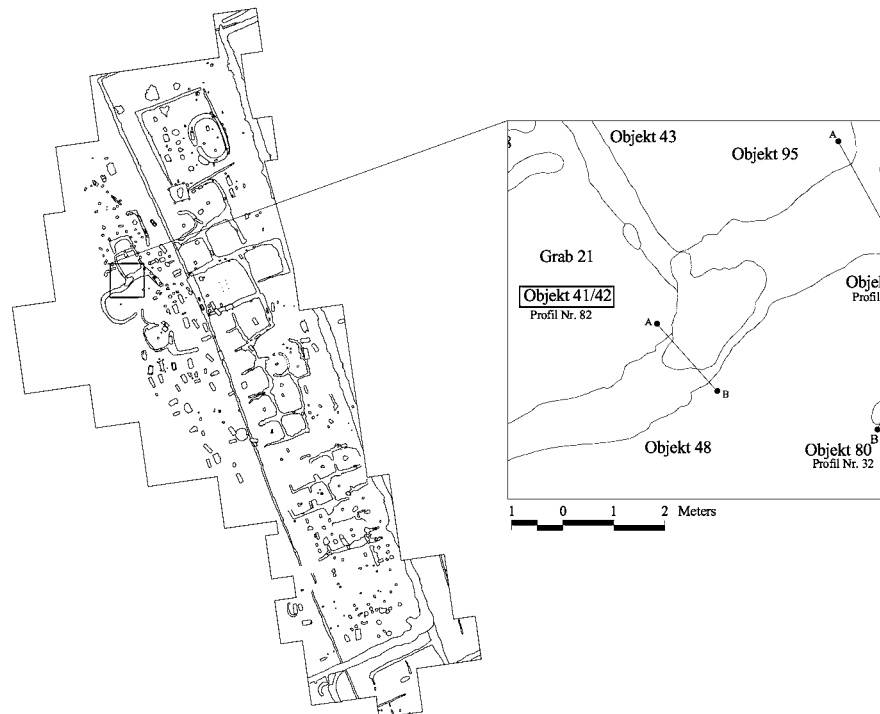 Objekt 43
A
Objekt 95
Grab 21
Objekt 41/42
Profil Nr. 82
A
B
Objekt 48
B
Objekt 80
Profil Nr. 32
1 0 1 2 Meters